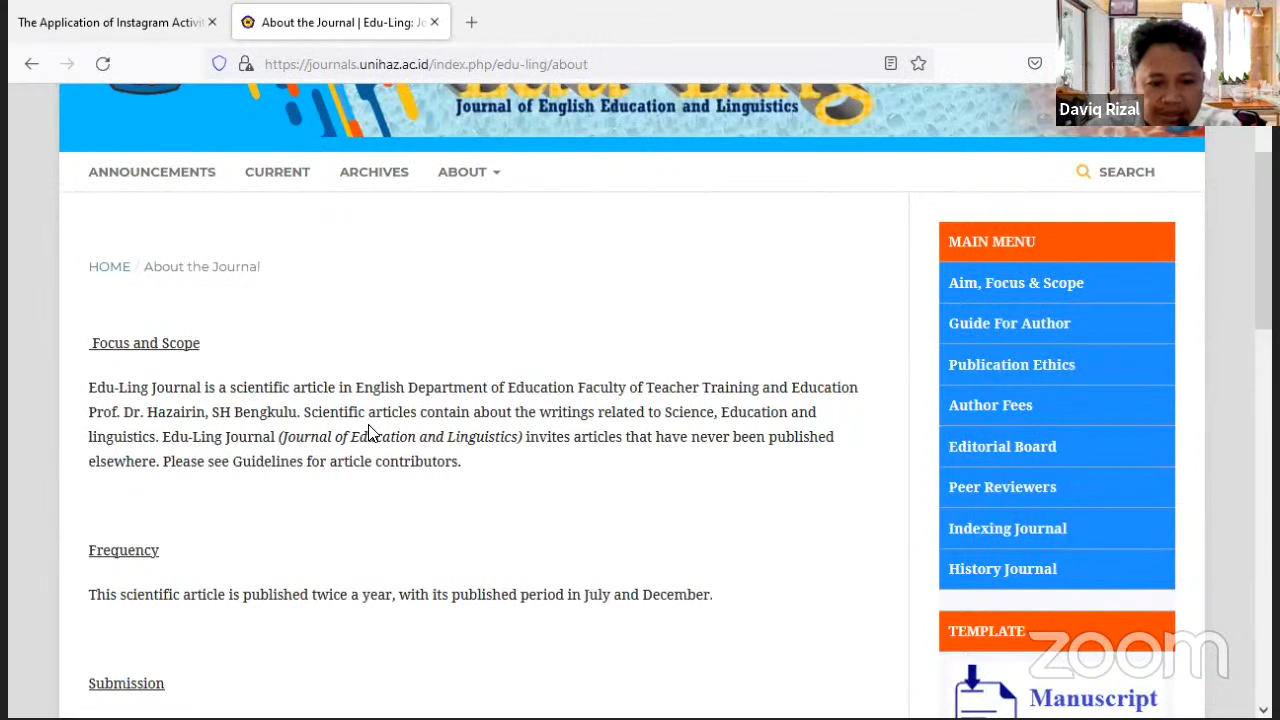 The Application of Instagram Activit
About the Journal | Edu-Ling: Jo
https://journals.unihaz.ac.id/index.php/edu-ling/about
Daviq Rizal
Edu-Ling
Journal of English Education and Linguistics
ANNOUNCEMENTS CURRENT ARCHIVES ABOUT SEARCH
HOME / About the Journal
Focus and Scope
Edu-Ling Journal is a scientific article in English Department of Education Faculty of Teacher Training and Education
Prof. Dr. Hazairin, SH Bengkulu. Scientific articles contain about the writings related to Science, Education and
linguistics. Edu-Ling Journal (Journal of Education and Linguistics) invites articles that have never been published
elsewhere. Please see Guidelines for article contributors.
Frequency
This scientific article is published twice a year, with its published period in July and December.
Submission
MAIN MENU
Aim, Focus & Scope
Guide For Author
Publication Ethics
Author Fees
Editorial Board
Peer Reviewers
Indexing Journal
History Journal
TEMPLATE
Manuscript
zoom